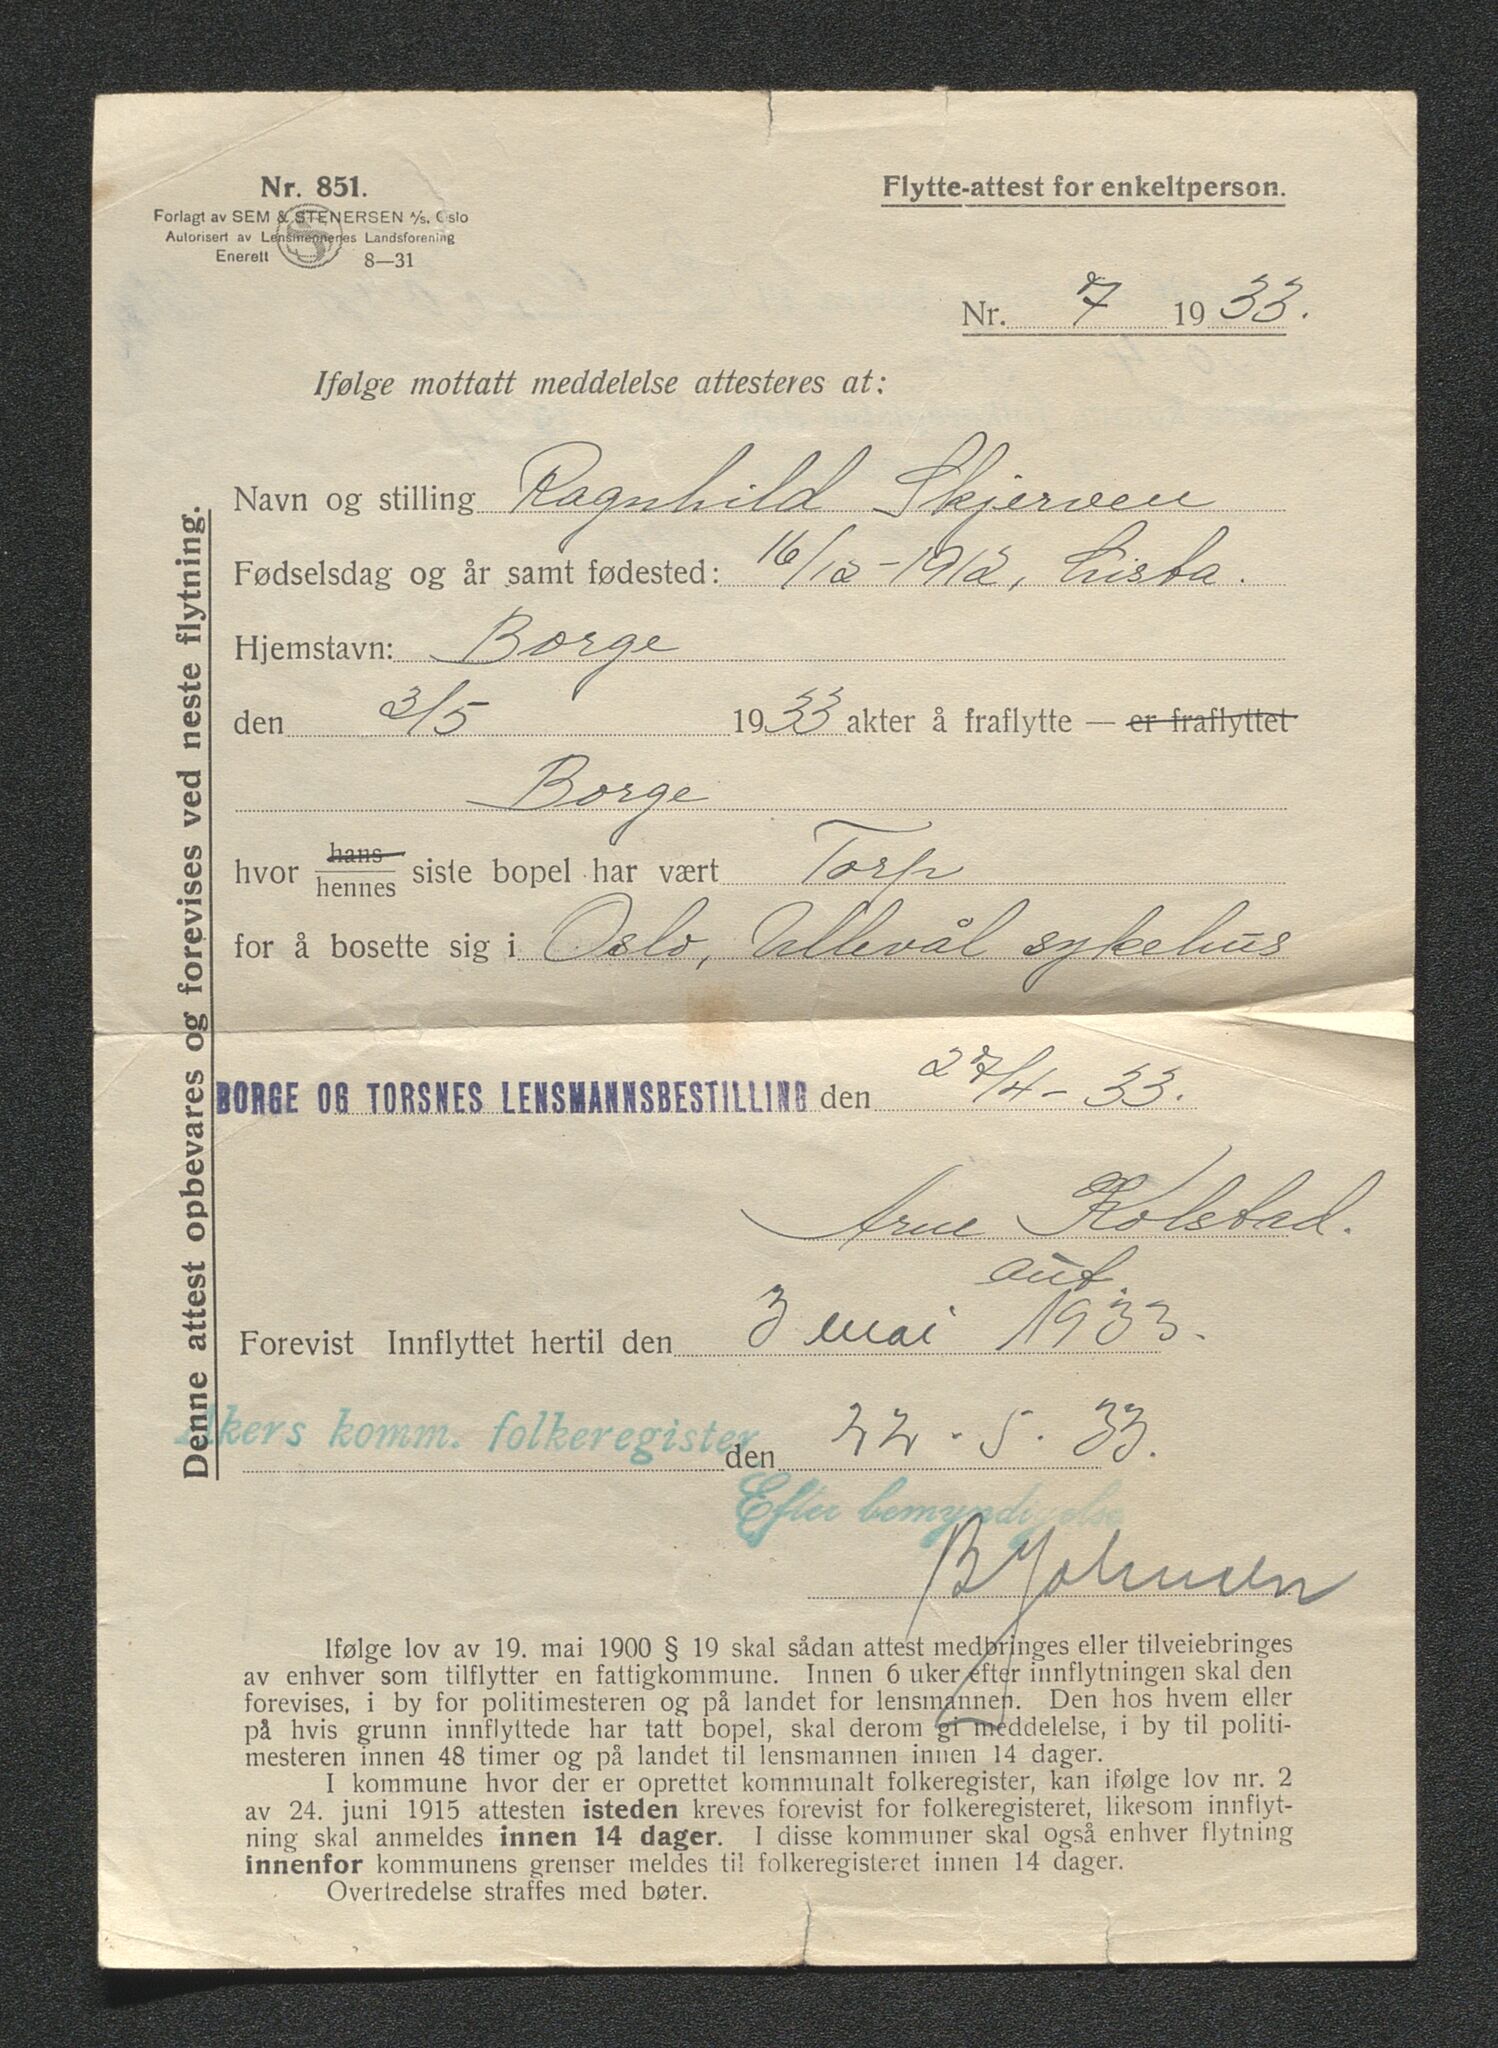 Nr. 851.
Forlagt av SEM & STENERSEN A/S, Oslo
Autorisert av Lensmennenes Landsforening
Enerett 8—31
Flytte-attest for enkeltperson.
Nr. 7 1933.
Ifølge mottatt meddelelse attesteres at:
Navn og stilling Ragnhild Skjerven
Fødselsdag og år samt fødested: 16/12-1912, Lista.
Hjemstavn: Borge
den 3/5 1933 akter å fraflytte — er fraflyttet
Borge
hvor hans hennes siste bopel har vært Torp
for å bosette sig i Oslo, Ullevål sykehus
BORGE OG TORSNES LENSMANNSBESTILLING den 27/4-33.
Arne Kolstad.
aut.
Forevist Innflyttet hertil den 3 mai 1933.
Akers komm. folkeregister den 22.5.33.
Efter bemyndigelse
B Johnsen
Ifølge lov av 19. mai 1900 § 19 skal sådan attest medbringes eller tilveiebringes
av enhver som tilflytter en fattigkommune. Innen 6 uker efter innflytningen skal den
forevises, i by for politimesteren og på landet for lensmannen. Den hos hvem eller
på hvis grunn innflyttede har tatt bopel, skal derom gi meddelelse, i by til politi-
mesteren innen 48 timer og på landet til lensmannen innen 14 dager.
I kommune hvor der er oprettet kommunalt folkeregister, kan ifølge lov nr. 2
av 24. juni 1915 attesten isteden kreves forevist for folkeregisteret, likesom innflyt-
ning skal anmeldes innen 14 dager. I disse kommuner skal også enhver flytning
innenfor kommunens grenser meldes til folkeregisteret innen 14 dager.
Overtredelse straffes med bøter.
Denne attest opbevares og forevises ved neste flytning.